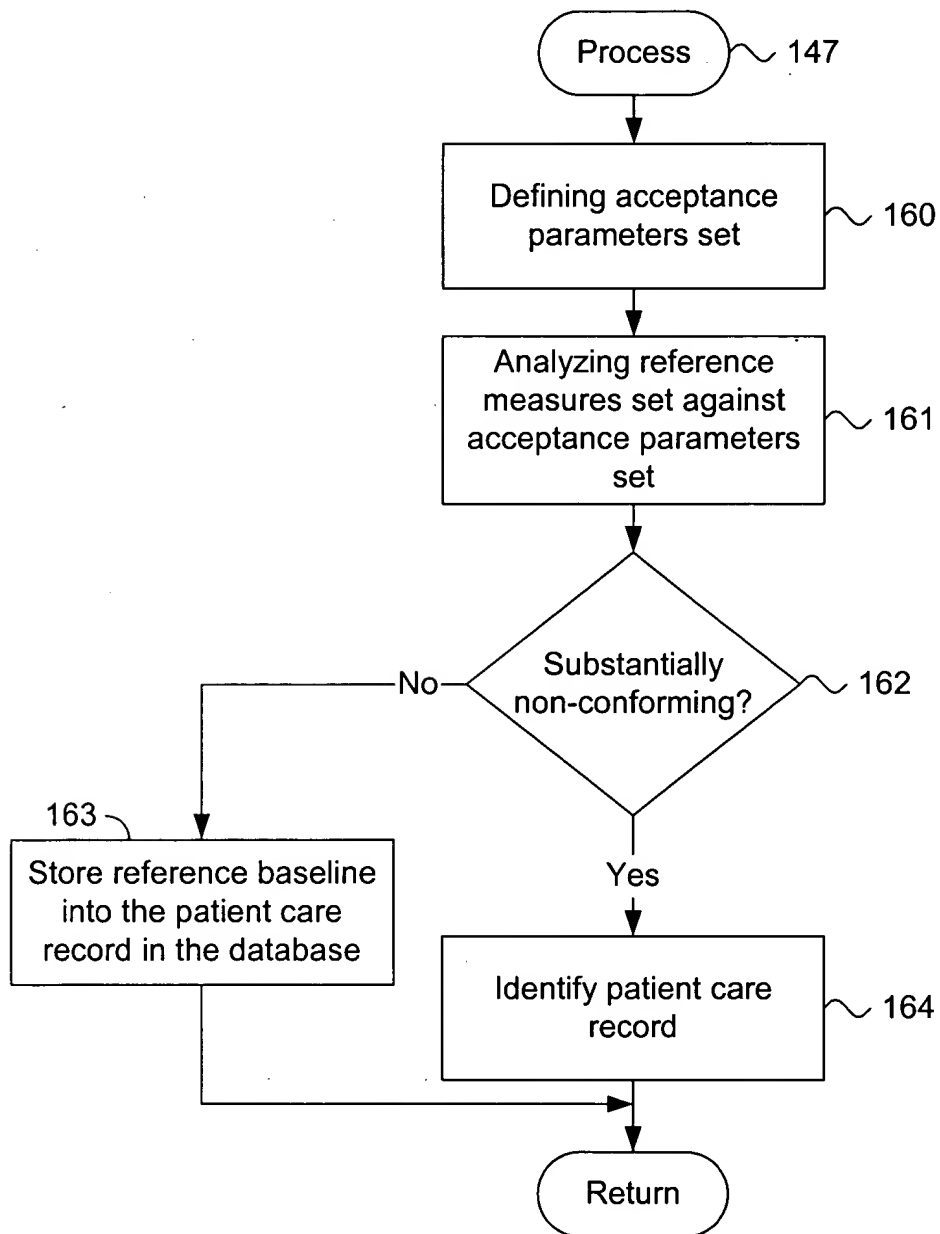 Process
147
Defining acceptance
parameters set
160
Analyzing reference
measures set against
acceptance parameters
set
161
Substantially
non-conforming?
162
No
Yes
163
Store reference baseline
into the patient care
record in the database
Identify patient care
record
164
Return